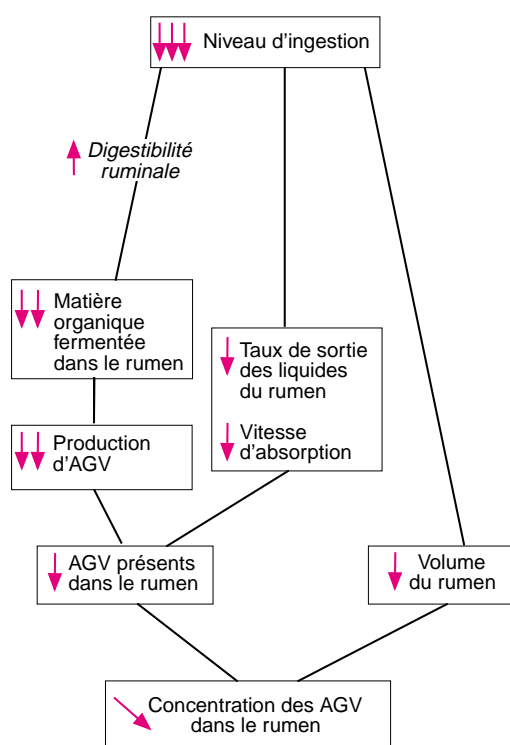 Niveau d'ingestion
Digestibilité
ruminale
Matière
organique
fermentée
dans le rumen
Taux de sortie
des liquides
du rumen
Vitesse
d'absorption
Production
d'AGV
AGV présents
dans le rumen
Volume
du rumen
Concentration des AGV
dans le rumen